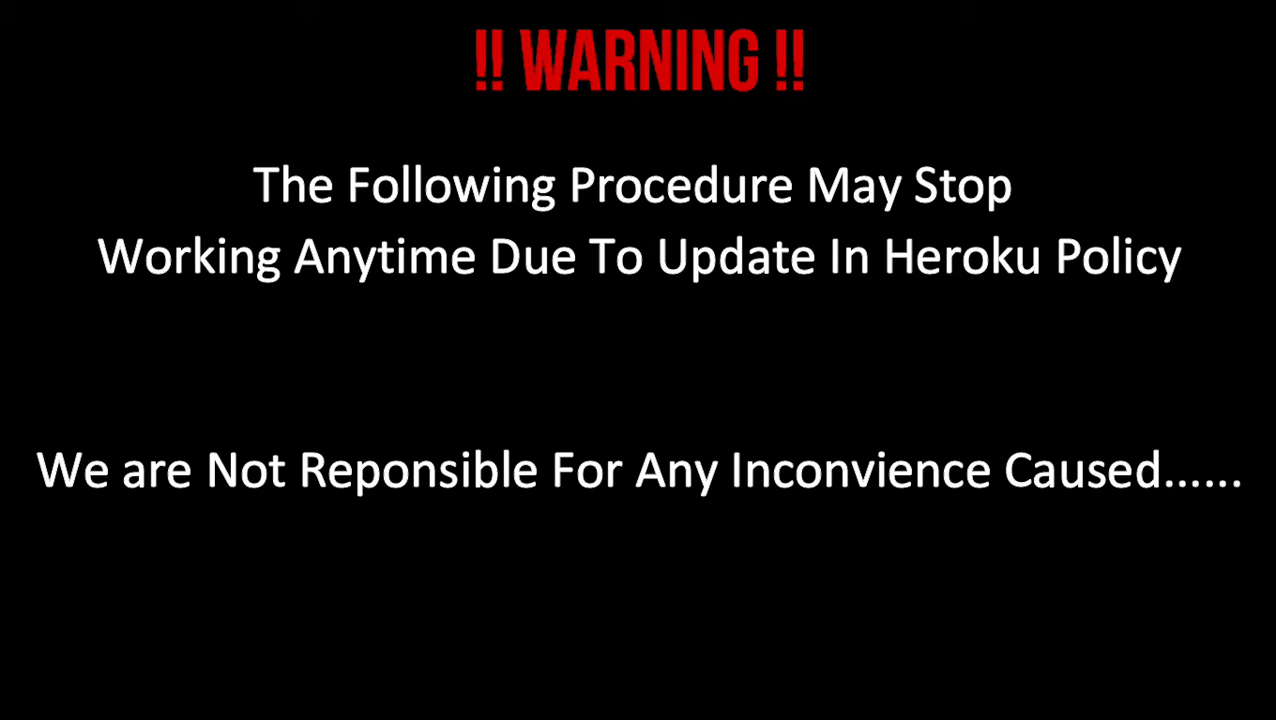 !! WARNING !!
The Following Procedure May Stop
Working Anytime Due To Update In Heroku Policy
We are Not Reponsible For Any Inconvience Caused......